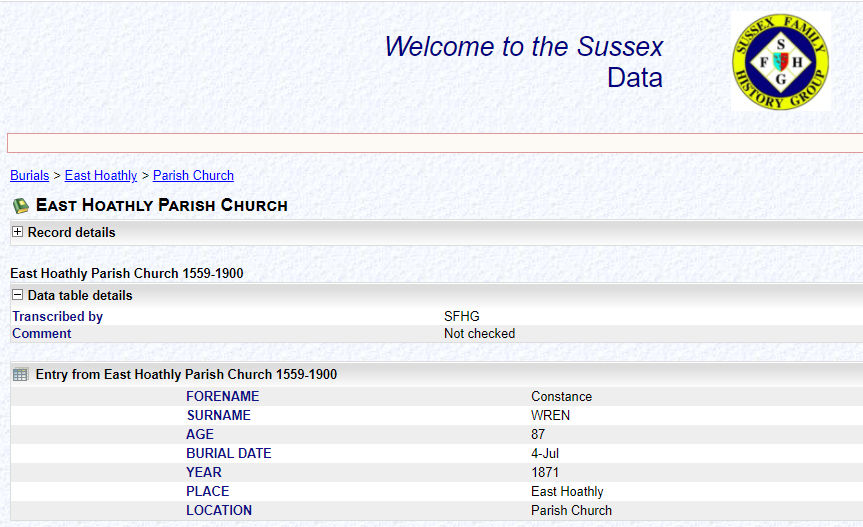 Welcome to the Sussex
Data
SUSSEX FAMILY
HISTORY GROUP
S
F H
G
Burials > East Hoathly > Parish Church
EAST HOATHLY PARISH CHURCH
Record details
East Hoathly Parish Church 1559-1900
Data table details
Transcribed by SFHG
Comment Not checked
Entry from East Hoathly Parish Church 1559-1900
FORENAME Constance
SURNAME WREN
AGE 87
BURIAL DATE 4-Jul
YEAR 1871
PLACE East Hoathly
LOCATION Parish Church